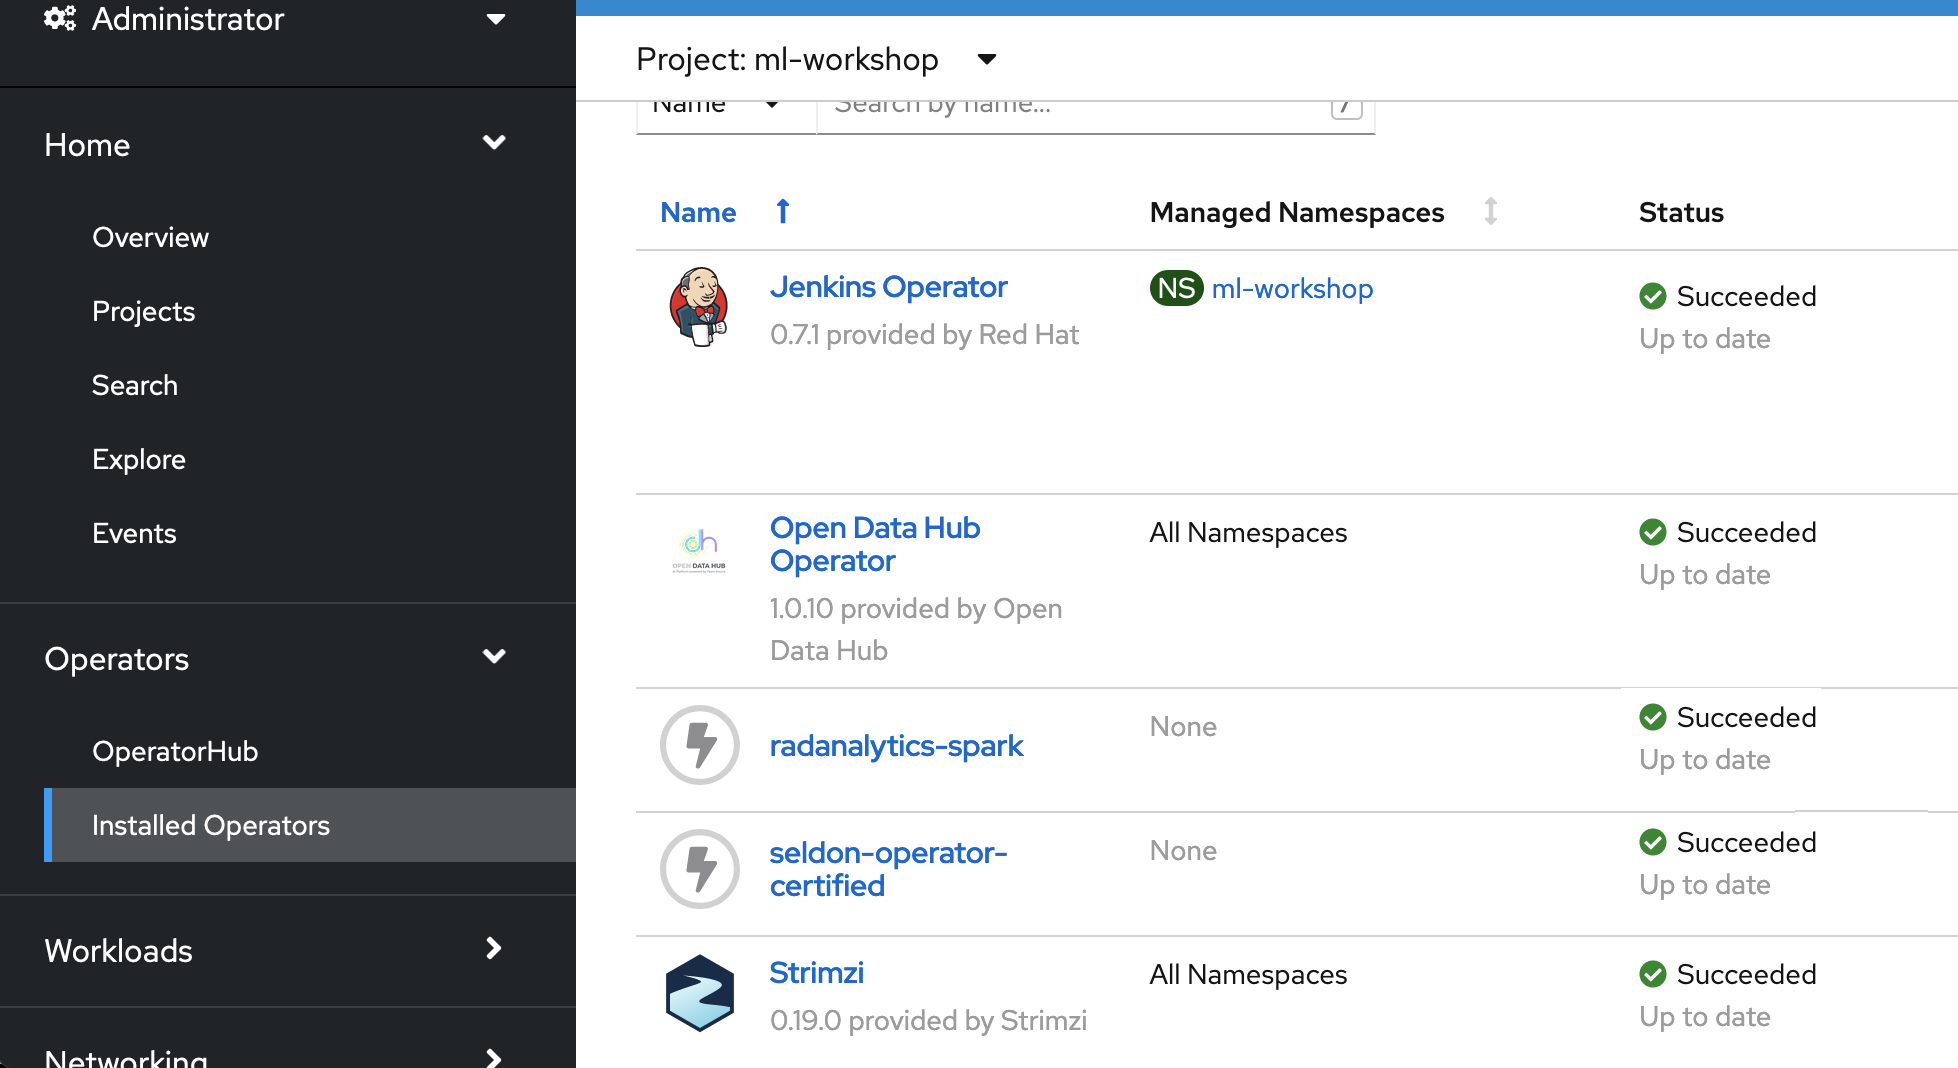 Administrator
Home
Overview
Projects
Search
Explore
Events
Operators
OperatorHub
Installed Operators
Workloads
Networking
Project: ml-workshop
Name
Search by name...
/
Name
Managed Namespaces
Status
Jenkins Operator
0.7.1 provided by Red Hat
NS ml-workshop
Succeeded
Up to date
OPEN DATA HUB
Open Data Hub
Operator
1.0.10 provided by Open
Data Hub
All Namespaces
Succeeded
Up to date
radanalytics-spark
None
Succeeded
Up to date
seldon-operator-
certified
None
Succeeded
Up to date
Strimzi
0.19.0 provided by Strimzi
All Namespaces
Succeeded
Up to date